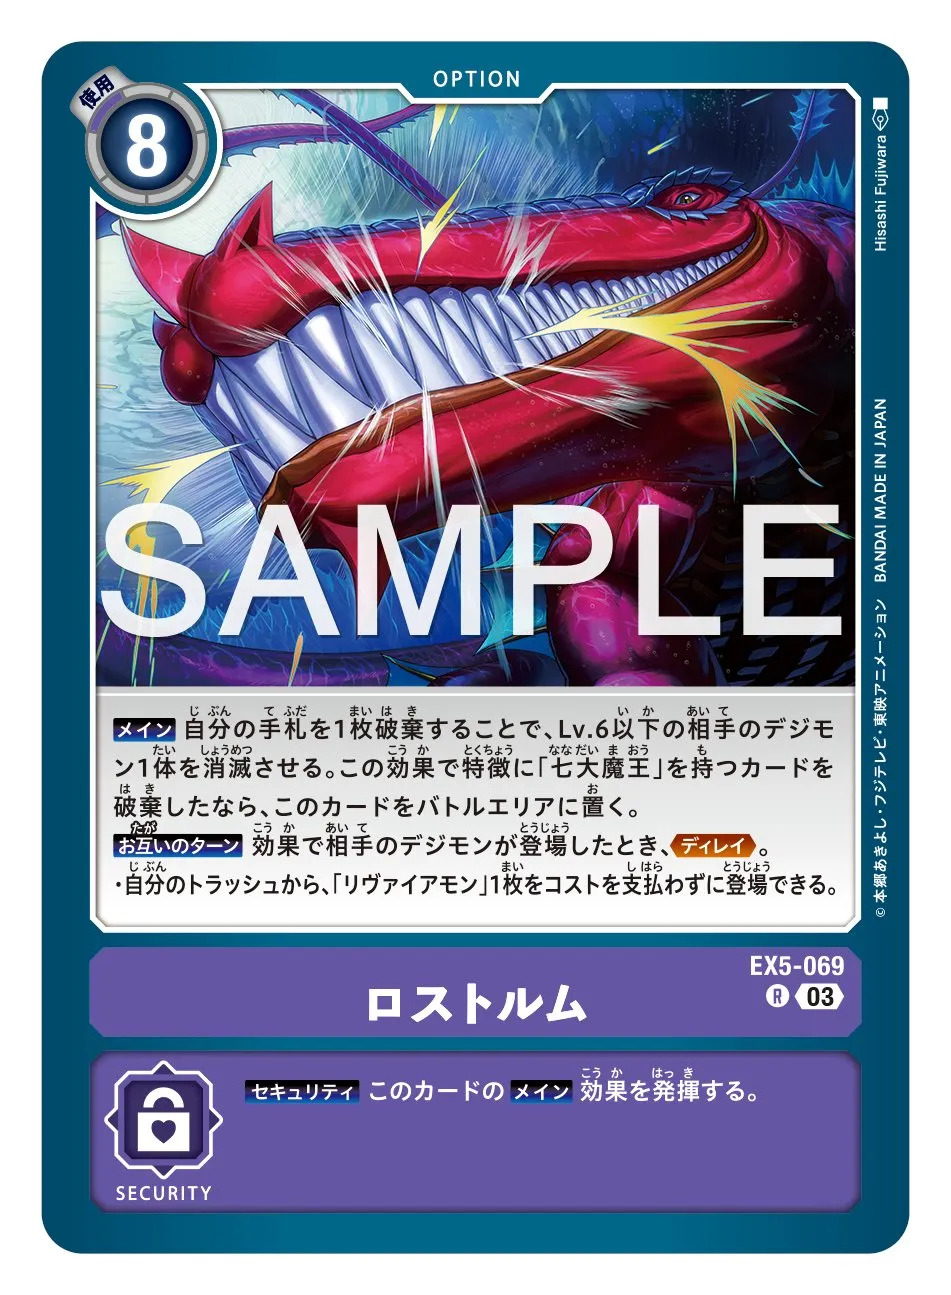 OPTION
使用
8
Hisashi Fujiwara
SAMPLE
メイン 自分の手札を1枚破棄することで、Lv.6以下の相手のデジモ
ン1体を消滅させる。この効果で特徴に「七大魔王」を持つカードを
破棄したなら、このカードをバトルエリアに置く。
お互いのターン 効果で相手のデジモンが登場したとき、ディレイ。
・自分のトラッシュから、「リヴァイアモン」1枚をコストを支払わずに登場できる。
©本郷あきよし・フジテレビ・東映アニメーション BANDAI MADE IN JAPAN
EX5-069
R 03
ロストルム
セキュリティ このカードの メイン 効果を発揮する。
SECURITY